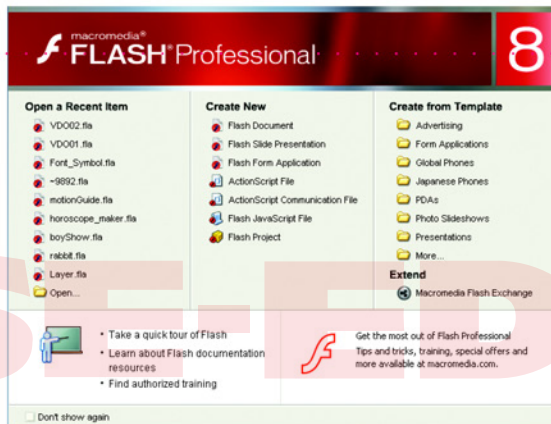 macromedia®
FLASH® Professional
8
Open a Recent Item
VDO02.fla
VDO01.fla
Font_Symbol.fla
~9892.fla
motionGuide.fla
horoscope_maker.fla
boyShow.fla
rabbit.fla
Layer.fla
Open...
Create New
Flash Document
Flash Slide Presentation
Flash Form Application
ActionScript File
ActionScript Communication File
Flash JavaScript File
Flash Project
Create from Template
Advertising
Form Applications
Global Phones
Japanese Phones
PDAs
Photo Slideshows
Presentations
More...
Extend
Macromedia Flash Exchange
• Take a quick tour of Flash
• Learn about Flash documentation
resources
• Find authorized training
Get the most out of Flash Professional
Tips and tricks, training, special offers and
more available at macromedia.com.
Don't show again
SE-ED